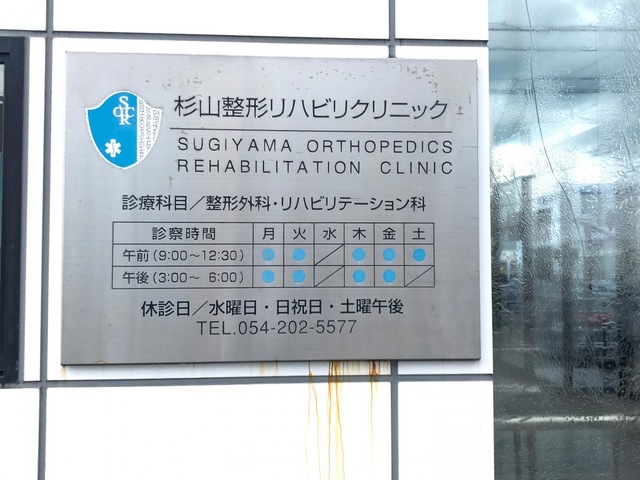 SOCR
杉山整形リハビリクリニック
SUGIYAMA ORTHOPEDICS
REHABILITATION CLINIC
診療科目／整形外科・リハビリテーション科
診察時間 月 火 水 木 金 土
午前 (9:00～12:30) ● ● ／ ● ● ●
午後 (3:00～ 6:00) ● ● ／ ● ● ／
休診日／水曜日・日祝日・土曜午後
TEL.054-202-5577